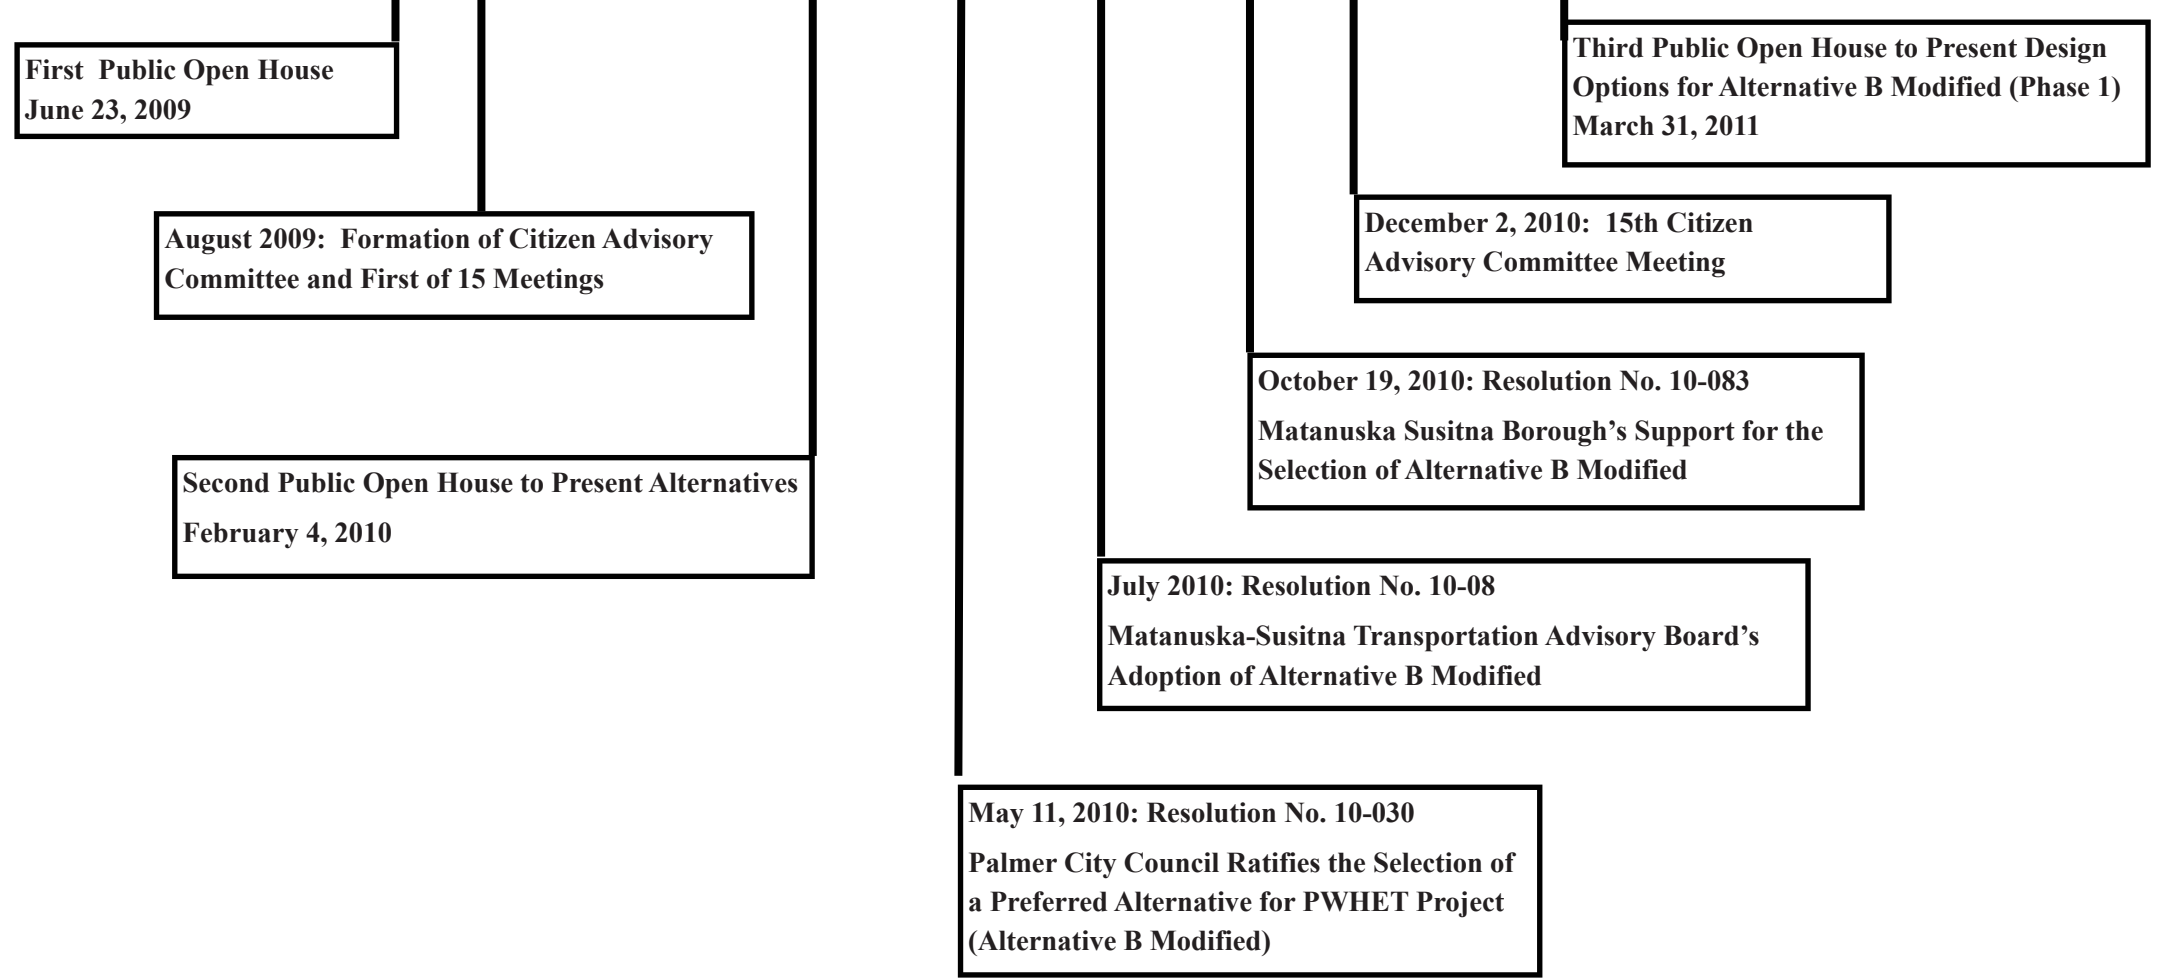 First  Public Open House
June 23, 2009
August 2009:  Formation of Citizen Advisory
Committee and First of 15 Meetings
Second Public Open House to Present Alternatives
February 4, 2010
May 11, 2010: Resolution No. 10-030
Palmer City Council Ratifies the Selection of
a Preferred Alternative for PWHET Project
(Alternative B Modified)
July 2010: Resolution No. 10-08
Matanuska-Susitna Transportation Advisory Board’s
Adoption of Alternative B Modified
October 19, 2010: Resolution No. 10-083
Matanuska Susitna Borough’s Support for the
Selection of Alternative B Modified
December 2, 2010:  15th Citizen
Advisory Committee Meeting
Third Public Open House to Present Design
Options for Alternative B Modified (Phase 1)
March 31, 2011